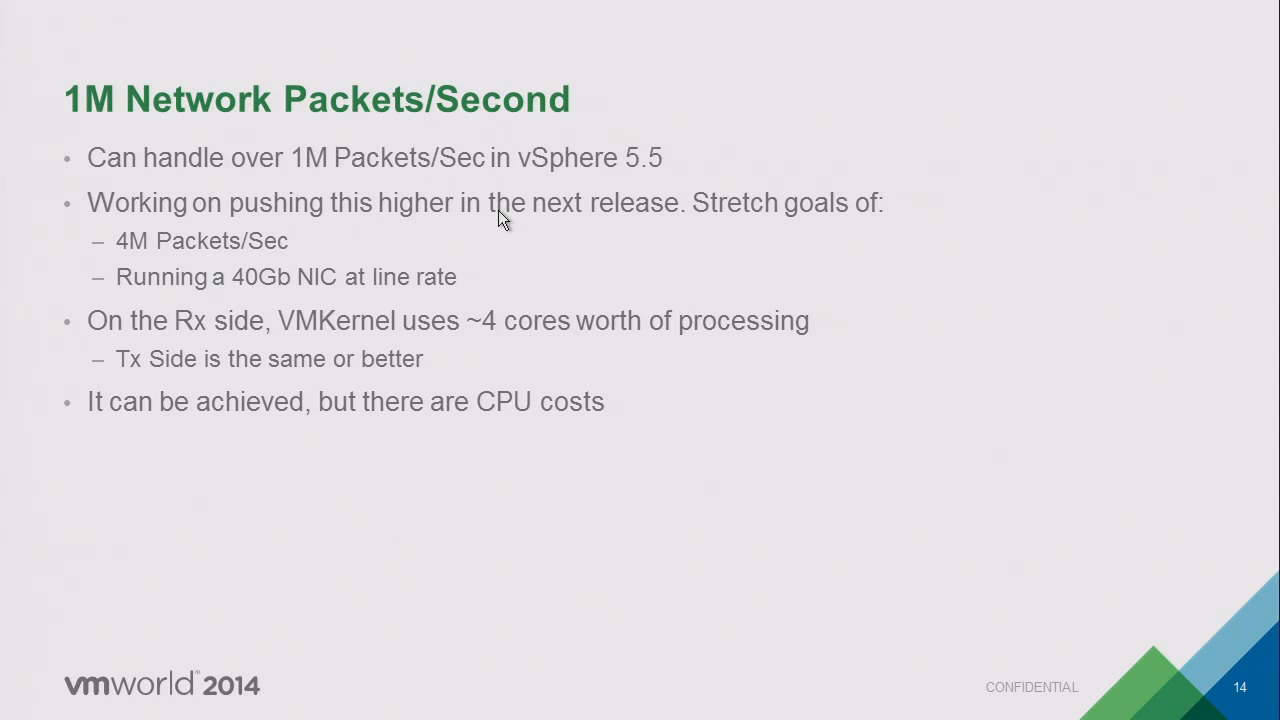 1M Network Packets/Second
• Can handle over 1M Packets/Sec in vSphere 5.5
• Working on pushing this higher in the next release. Stretch goals of:
– 4M Packets/Sec
– Running a 40Gb NIC at line rate
• On the Rx side, VMKernel uses ~4 cores worth of processing
– Tx Side is the same or better
• It can be achieved, but there are CPU costs
vmworld™ 2014
CONFIDENTIAL
14